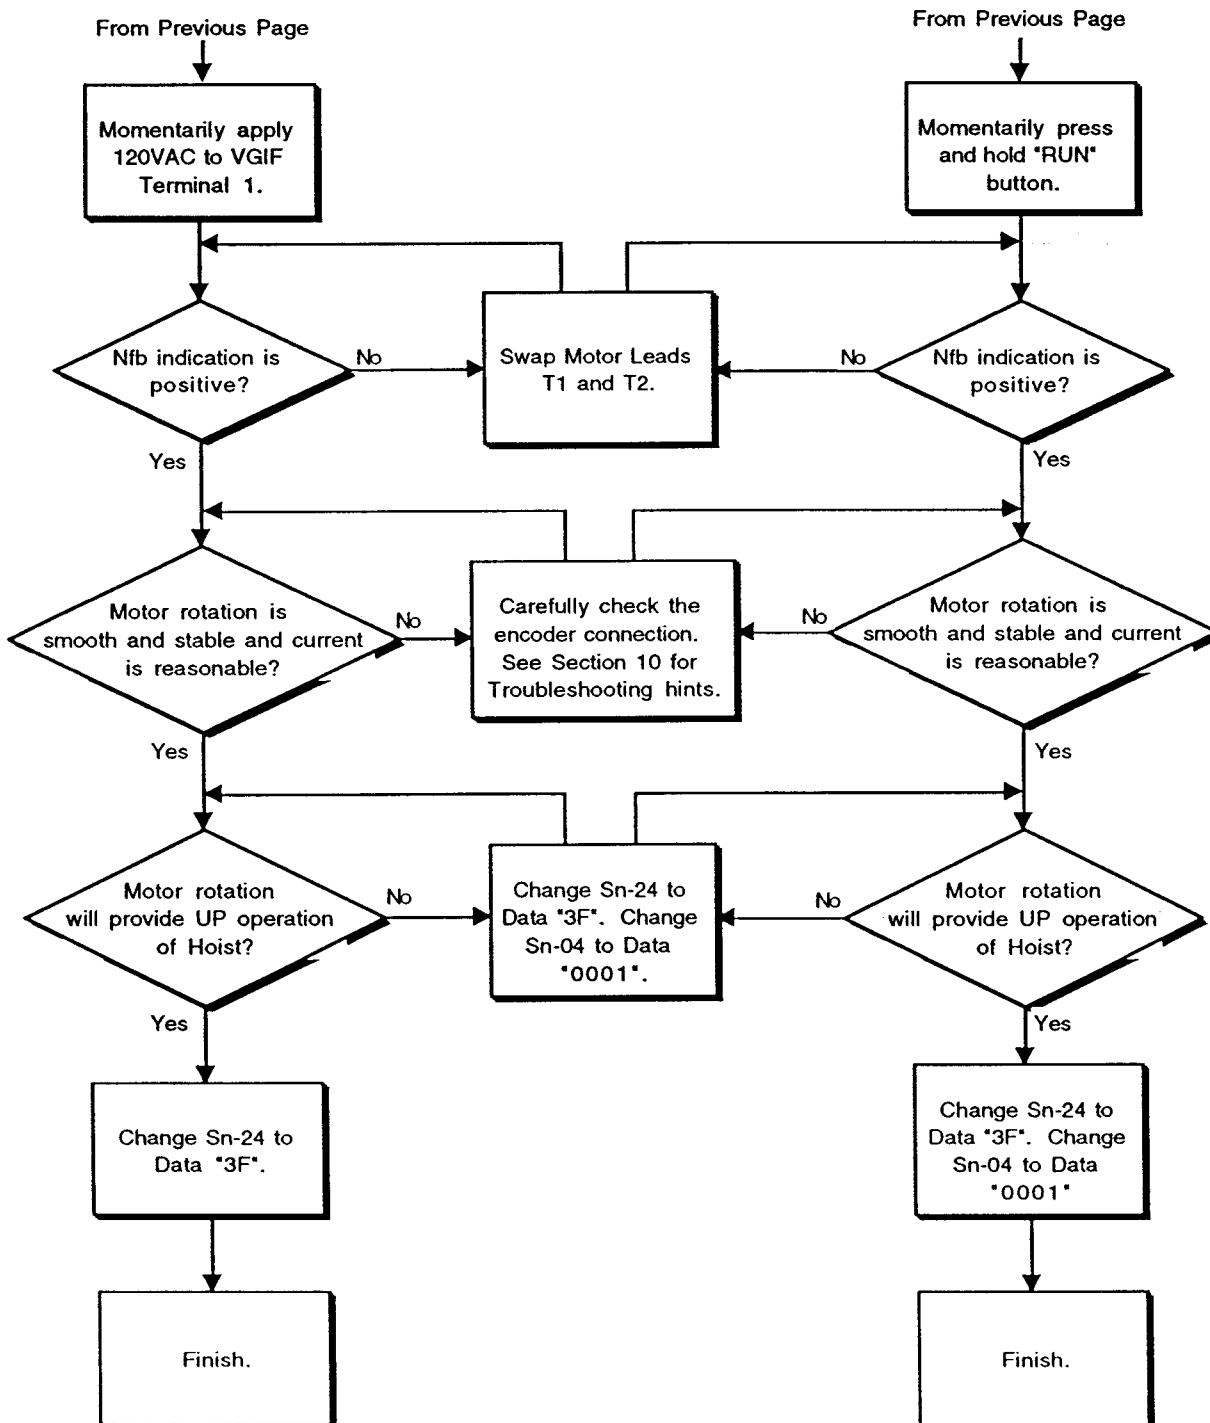 From Previous Page
From Previous Page
Momentarily apply
120VAC to VGIF
Terminal 1.
Momentarily press
and hold "RUN"
button.
Nfb indication is
positive?
No
Swap Motor Leads
T1 and T2.
No
Nfb indication is
positive?
Yes
Yes
Motor rotation is
smooth and stable and current
is reasonable?
No
Carefully check the
encoder connection.
See Section 10 for
Troubleshooting hints.
No
Motor rotation is
smooth and stable and current
is reasonable?
Yes
Yes
Motor rotation
will provide UP operation
of Hoist?
No
Change Sn-24 to
Data "3F". Change
Sn-04 to Data
"0001".
No
Motor rotation
will provide UP operation
of Hoist?
Yes
Yes
Change Sn-24 to
Data "3F".
Change Sn-24 to
Data "3F". Change
Sn-04 to Data
"0001"
Finish.
Finish.